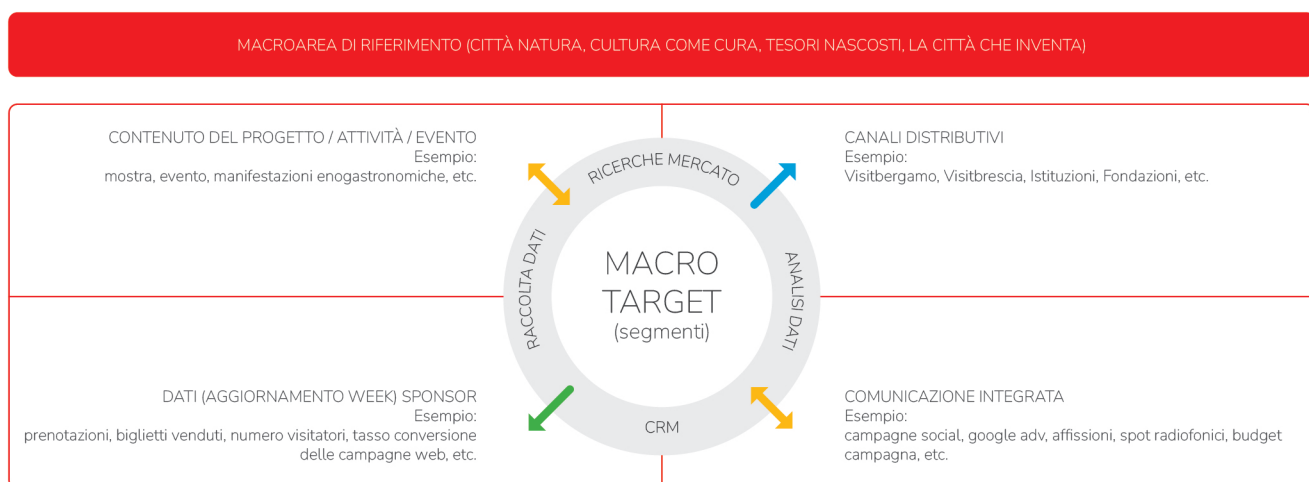 MACROAREA DI RIFERIMENTO (CITTÀ NATURA, CULTURA COME CURA, TESORI NASCOSTI, LA CITTÀ CHE INVENTA)
CONTENUTO DEL PROGETTO / ATTIVITÀ / EVENTO
Esempio:
mostra, evento, manifestazioni enogastronomiche, etc.
CANALI DISTRIBUTIVI
Esempio:
Visitbergamo, Visitbrescia, Istituzioni, Fondazioni, etc.
RICERCHE MERCATO
RACCOLTA DATI
MACRO
TARGET
(segmenti)
ANALISI DATI
CRM
DATI (AGGIORNAMENTO WEEK) SPONSOR
Esempio:
prenotazioni, biglietti venduti, numero visitatori, tasso conversione
delle campagne web, etc.
COMUNICAZIONE INTEGRATA
Esempio:
campagne social, google adv, affissioni, spot radiofonici, budget
campagna, etc.